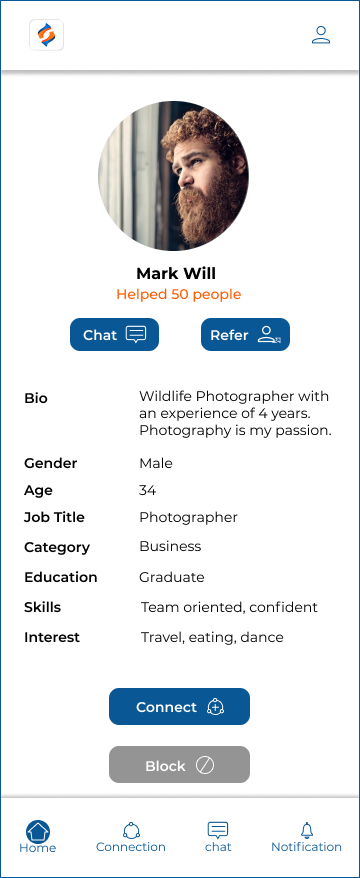 Mark Will
Helped 50 people
Chat
Refer
Bio
Wildlife Photographer with
an experience of 4 years.
Photography is my passion.
Gender
Male
Age
34
Job Title
Photographer
Category
Business
Education
Graduate
Skills
Team oriented, confident
Interest
Travel, eating, dance
Connect
Block
Home
Connection
chat
Notification